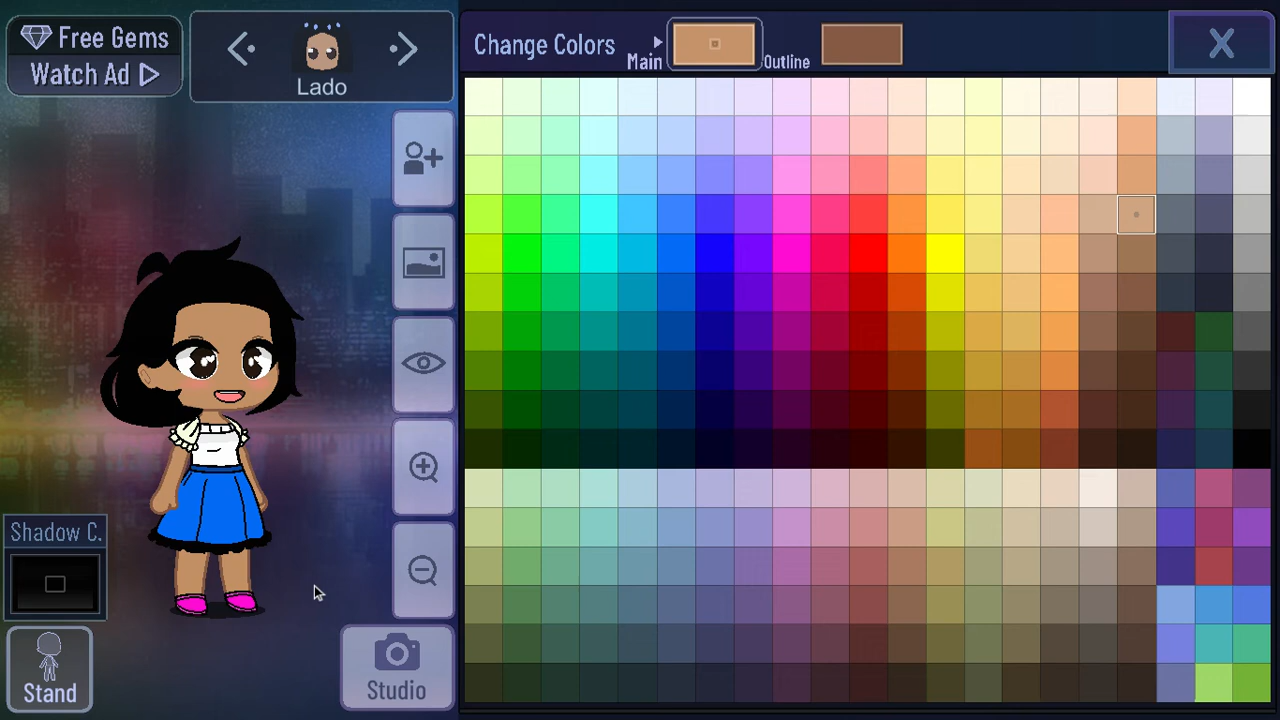 Free Gems
Watch Ad
Lado
Change Colors
Main
Outline
Shadow C.
Stand
Studio